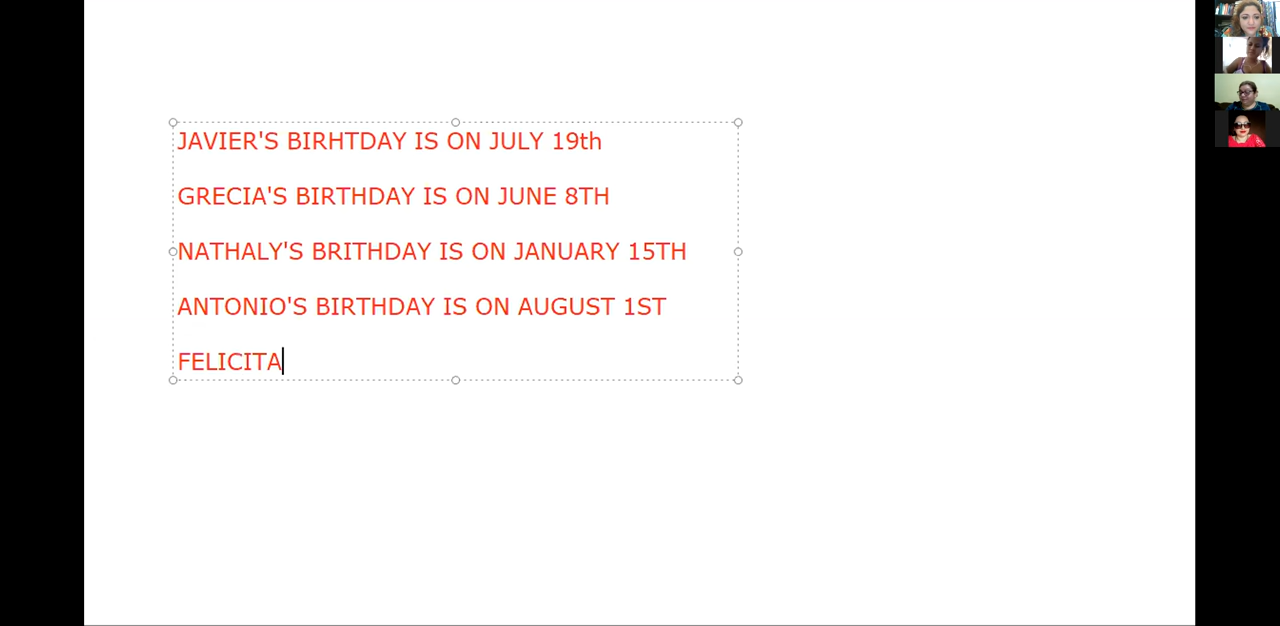 JAVIER'S BIRHTDAY IS ON JULY 19th
GRECIA'S BIRTHDAY IS ON JUNE 8TH
NATHALY'S BRITHDAY IS ON JANUARY 15TH
ANTONIO'S BIRTHDAY IS ON AUGUST 1ST
FELICITA